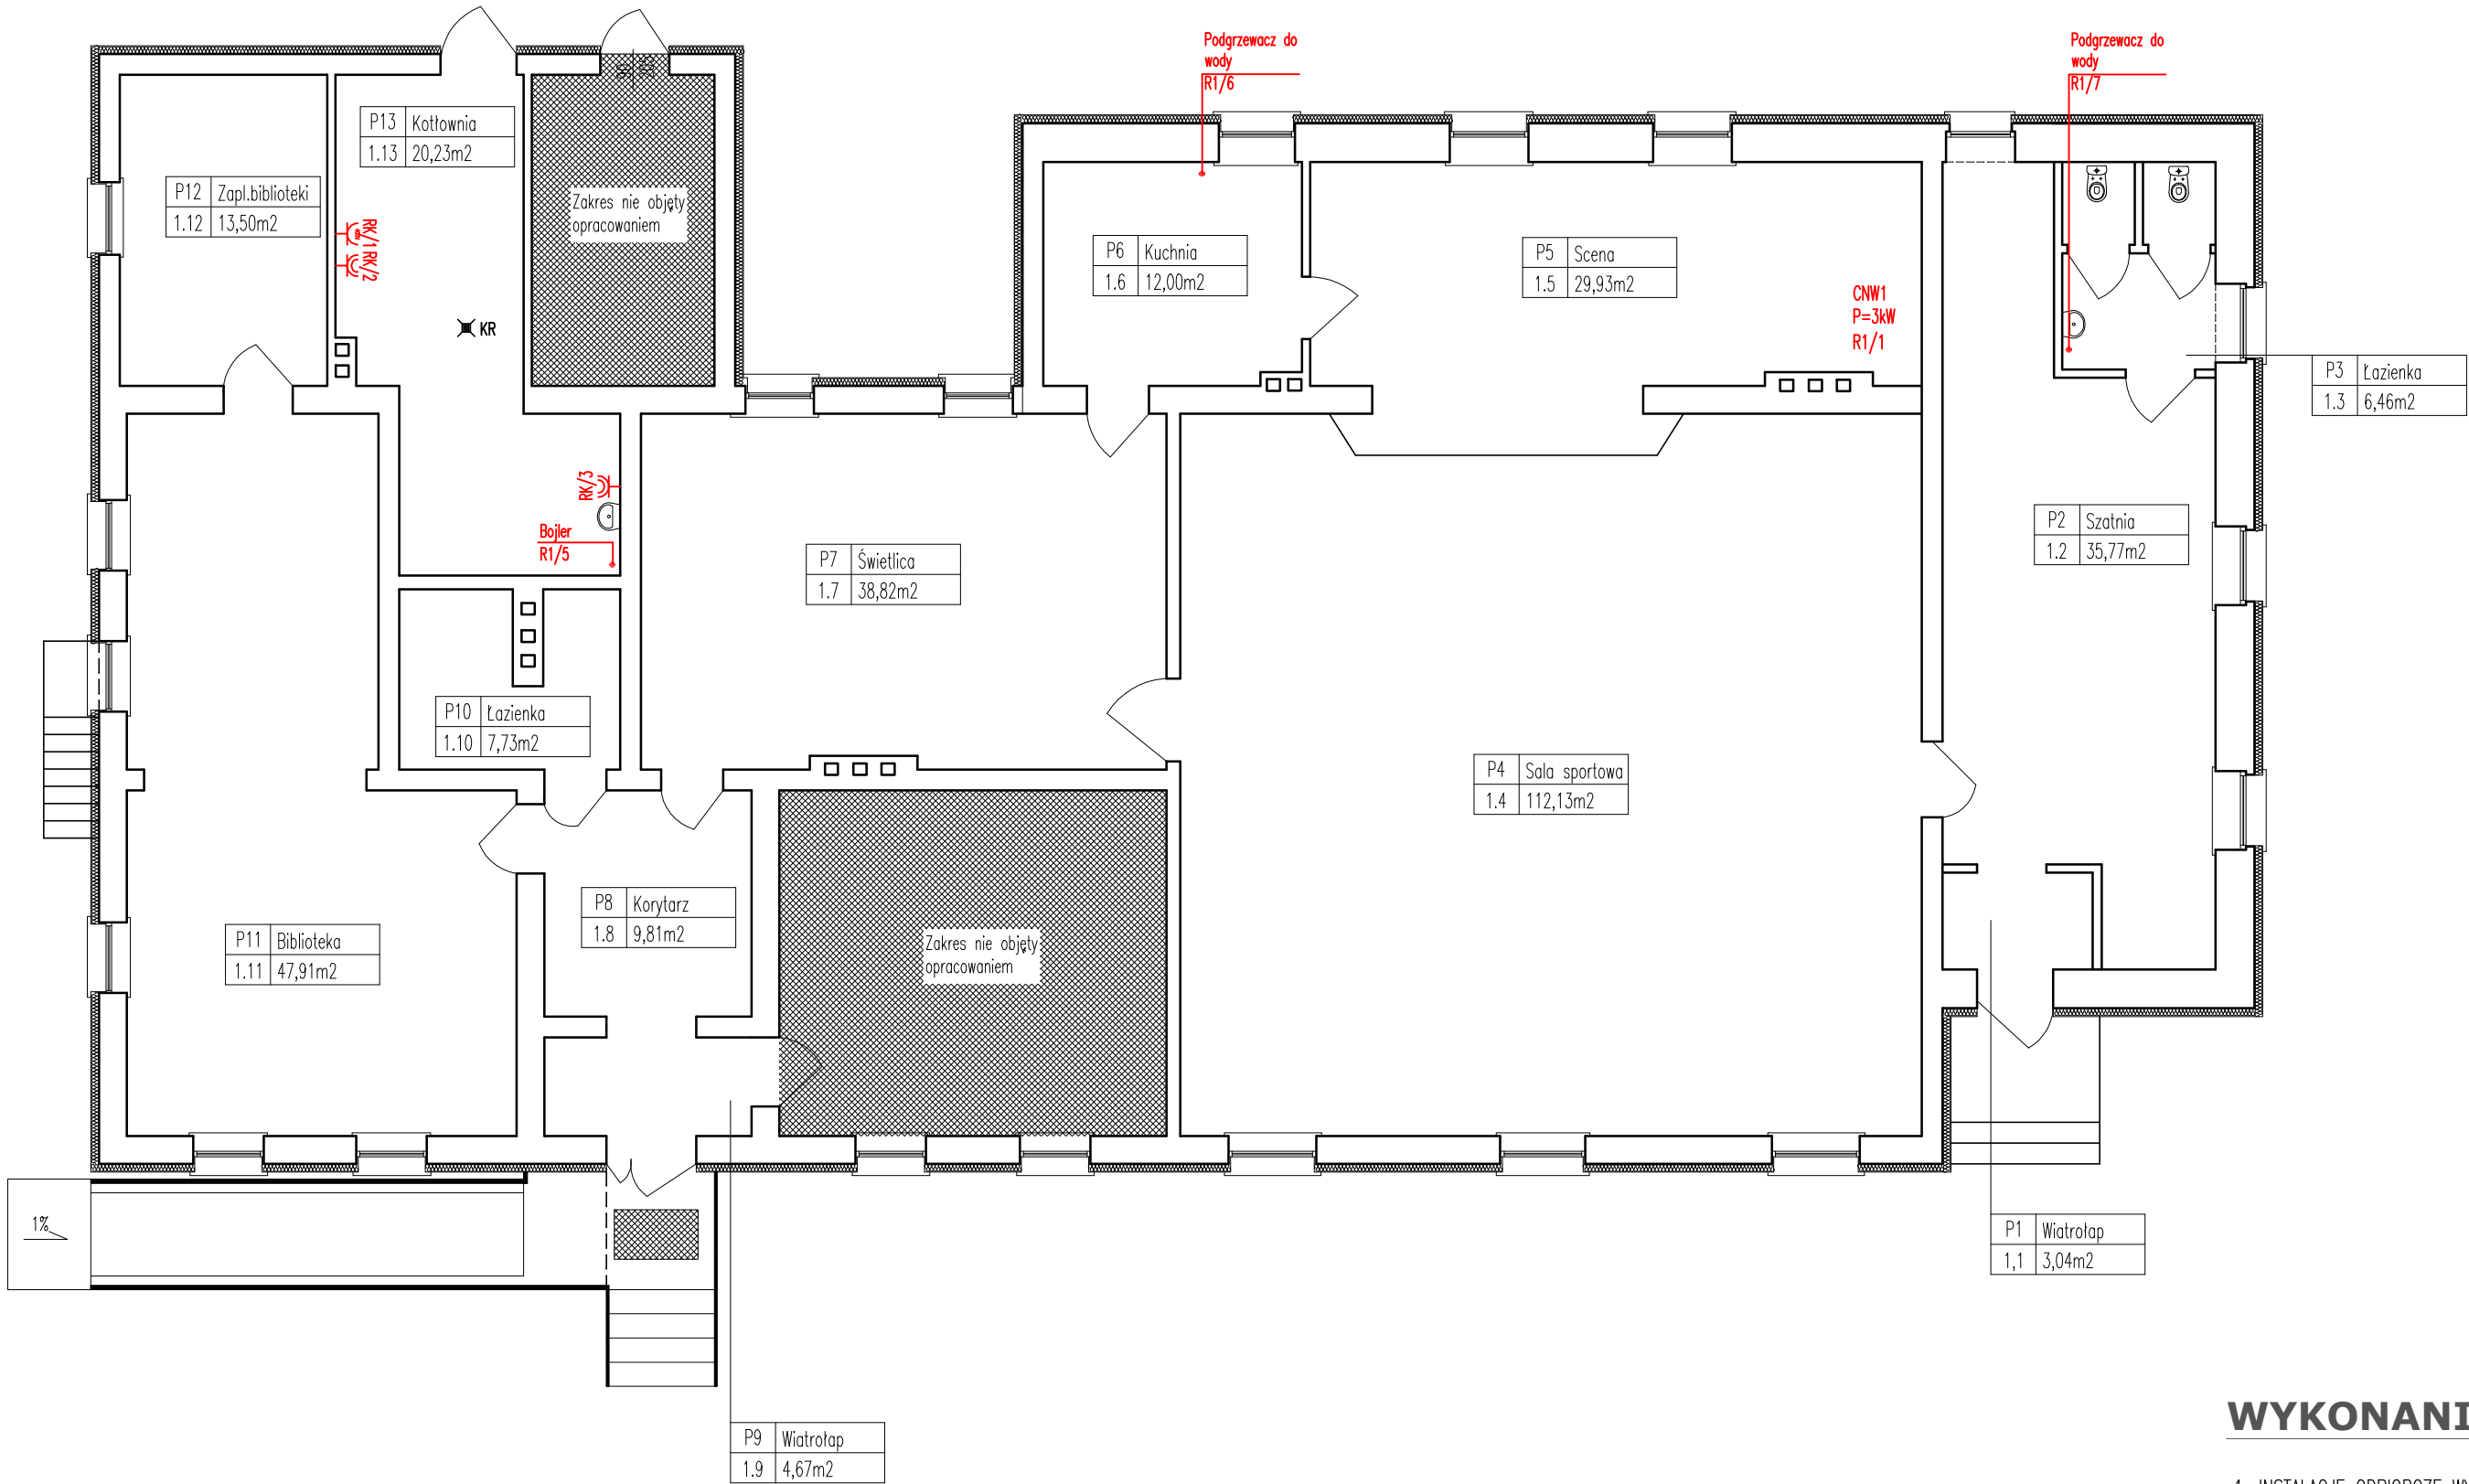 Podgrzewacz do
wody
R1/6
Podgrzewacz do
wody
R1/7
90
205
P13 Kotłownia
1.13 20,23m2
P12 Zapl.biblioteki
1.12 13,50m2
Zakres nie objęty
opracowaniem
RK/1 RK/2
KR
P6 Kuchnia
1.6 12,00m2
P5 Scena
1.5 29,93m2
CNW1
P=3kW
R1/1
P3 Łazienka
1.3 6,46m2
RK/3
Bojler
R1/5
P7 Świetlica
1.7 38,82m2
P2 Szatnia
1.2 35,77m2
P10 Łazienka
1.10 7,73m2
P4 Sala sportowa
1.4 112,13m2
P8 Korytarz
1.8 9,81m2
P11 Biblioteka
1.11 47,91m2
Zakres nie objęty
opracowaniem
1%
P1 Wiatrołap
1,1 3,04m2
P9 Wiatrołap
1.9 4,67m2
WYKONANI